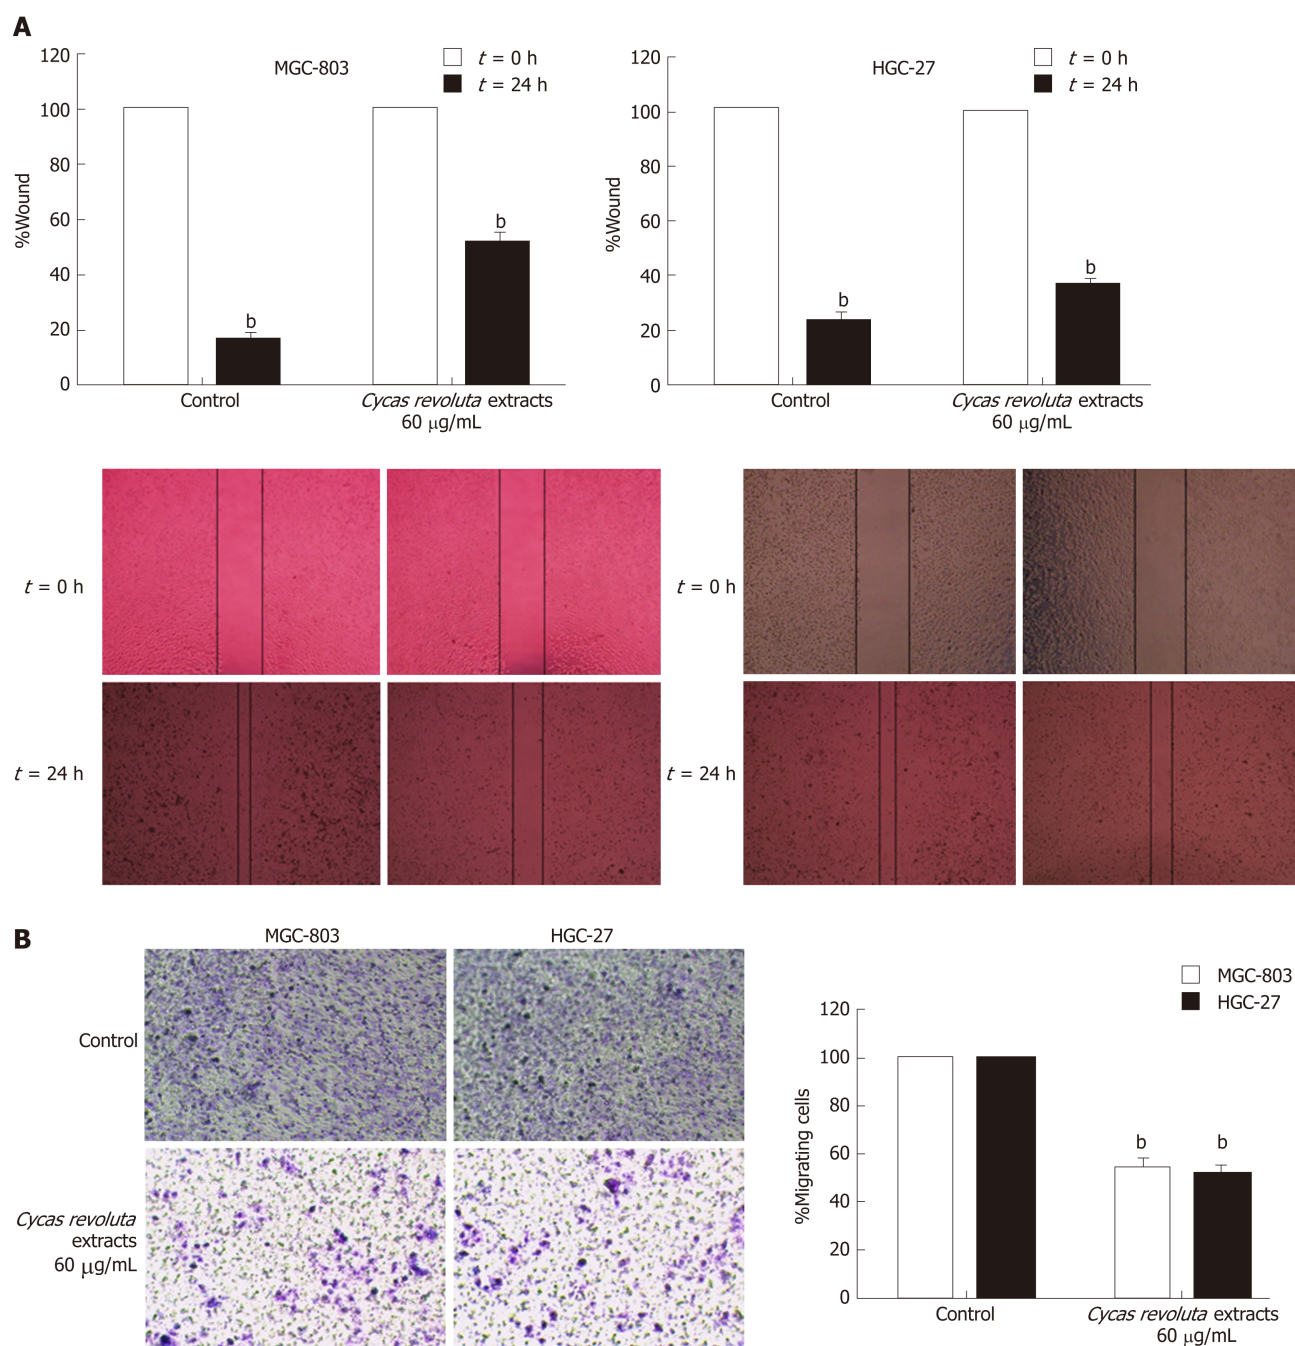 A
120
100
80
60
40
20
0
%Wound
MGC-803
t = 0 h
t = 24 h
b
b
Control
Cycas revoluta extracts
60 μg/mL
120
100
80
60
40
20
0
%Wound
HGC-27
t = 0 h
t = 24 h
b
b
Control
Cycas revoluta extracts
60 μg/mL
t = 0 h
t = 0 h
t = 24 h
t = 24 h
B
MGC-803
HGC-27
Control
Cycas revoluta
extracts
60 μg/mL
MGC-803
HGC-27
120
100
80
60
40
20
0
%Migrating cells
b
b
Control
Cycas revoluta extracts
60 μg/mL